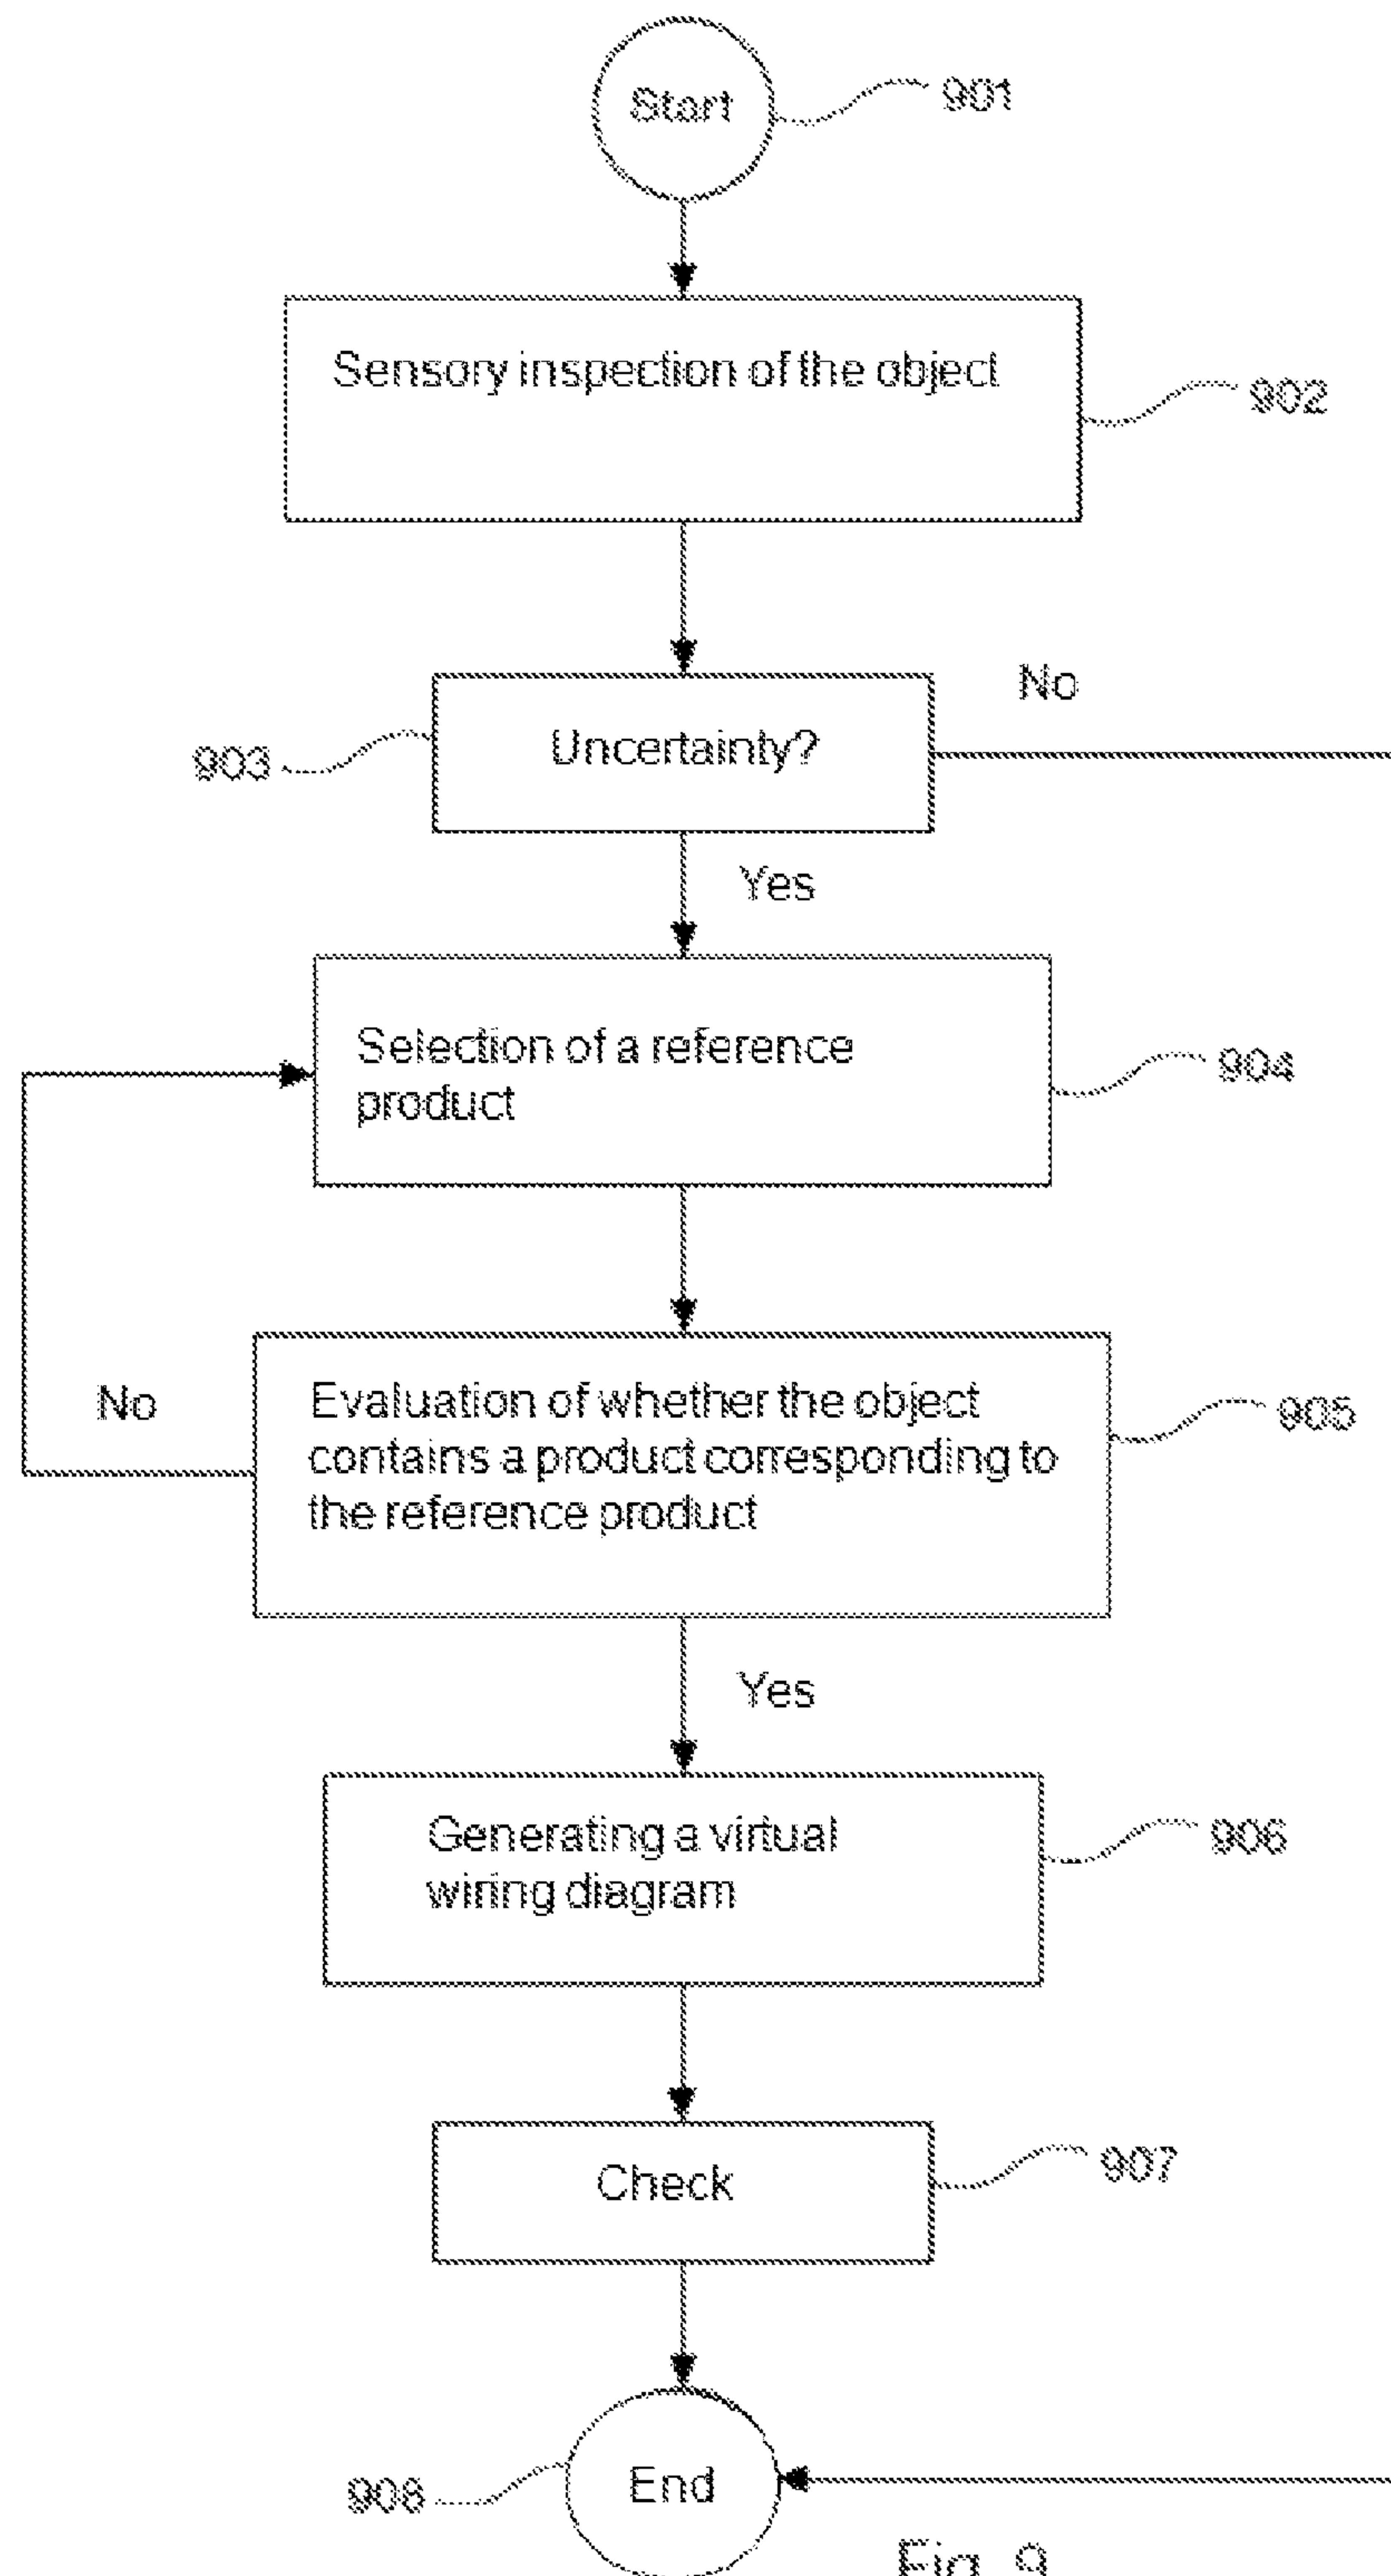 Start
901
Sensory inspection of the object
902
No
Uncertainty?
903
Yes
Selection of a reference
product
904
No
Evaluation of whether the object
contains a product corresponding to
the reference product
905
Yes
Generating a virtual
wiring diagram
906
Check
907
End
908
Fig. 9